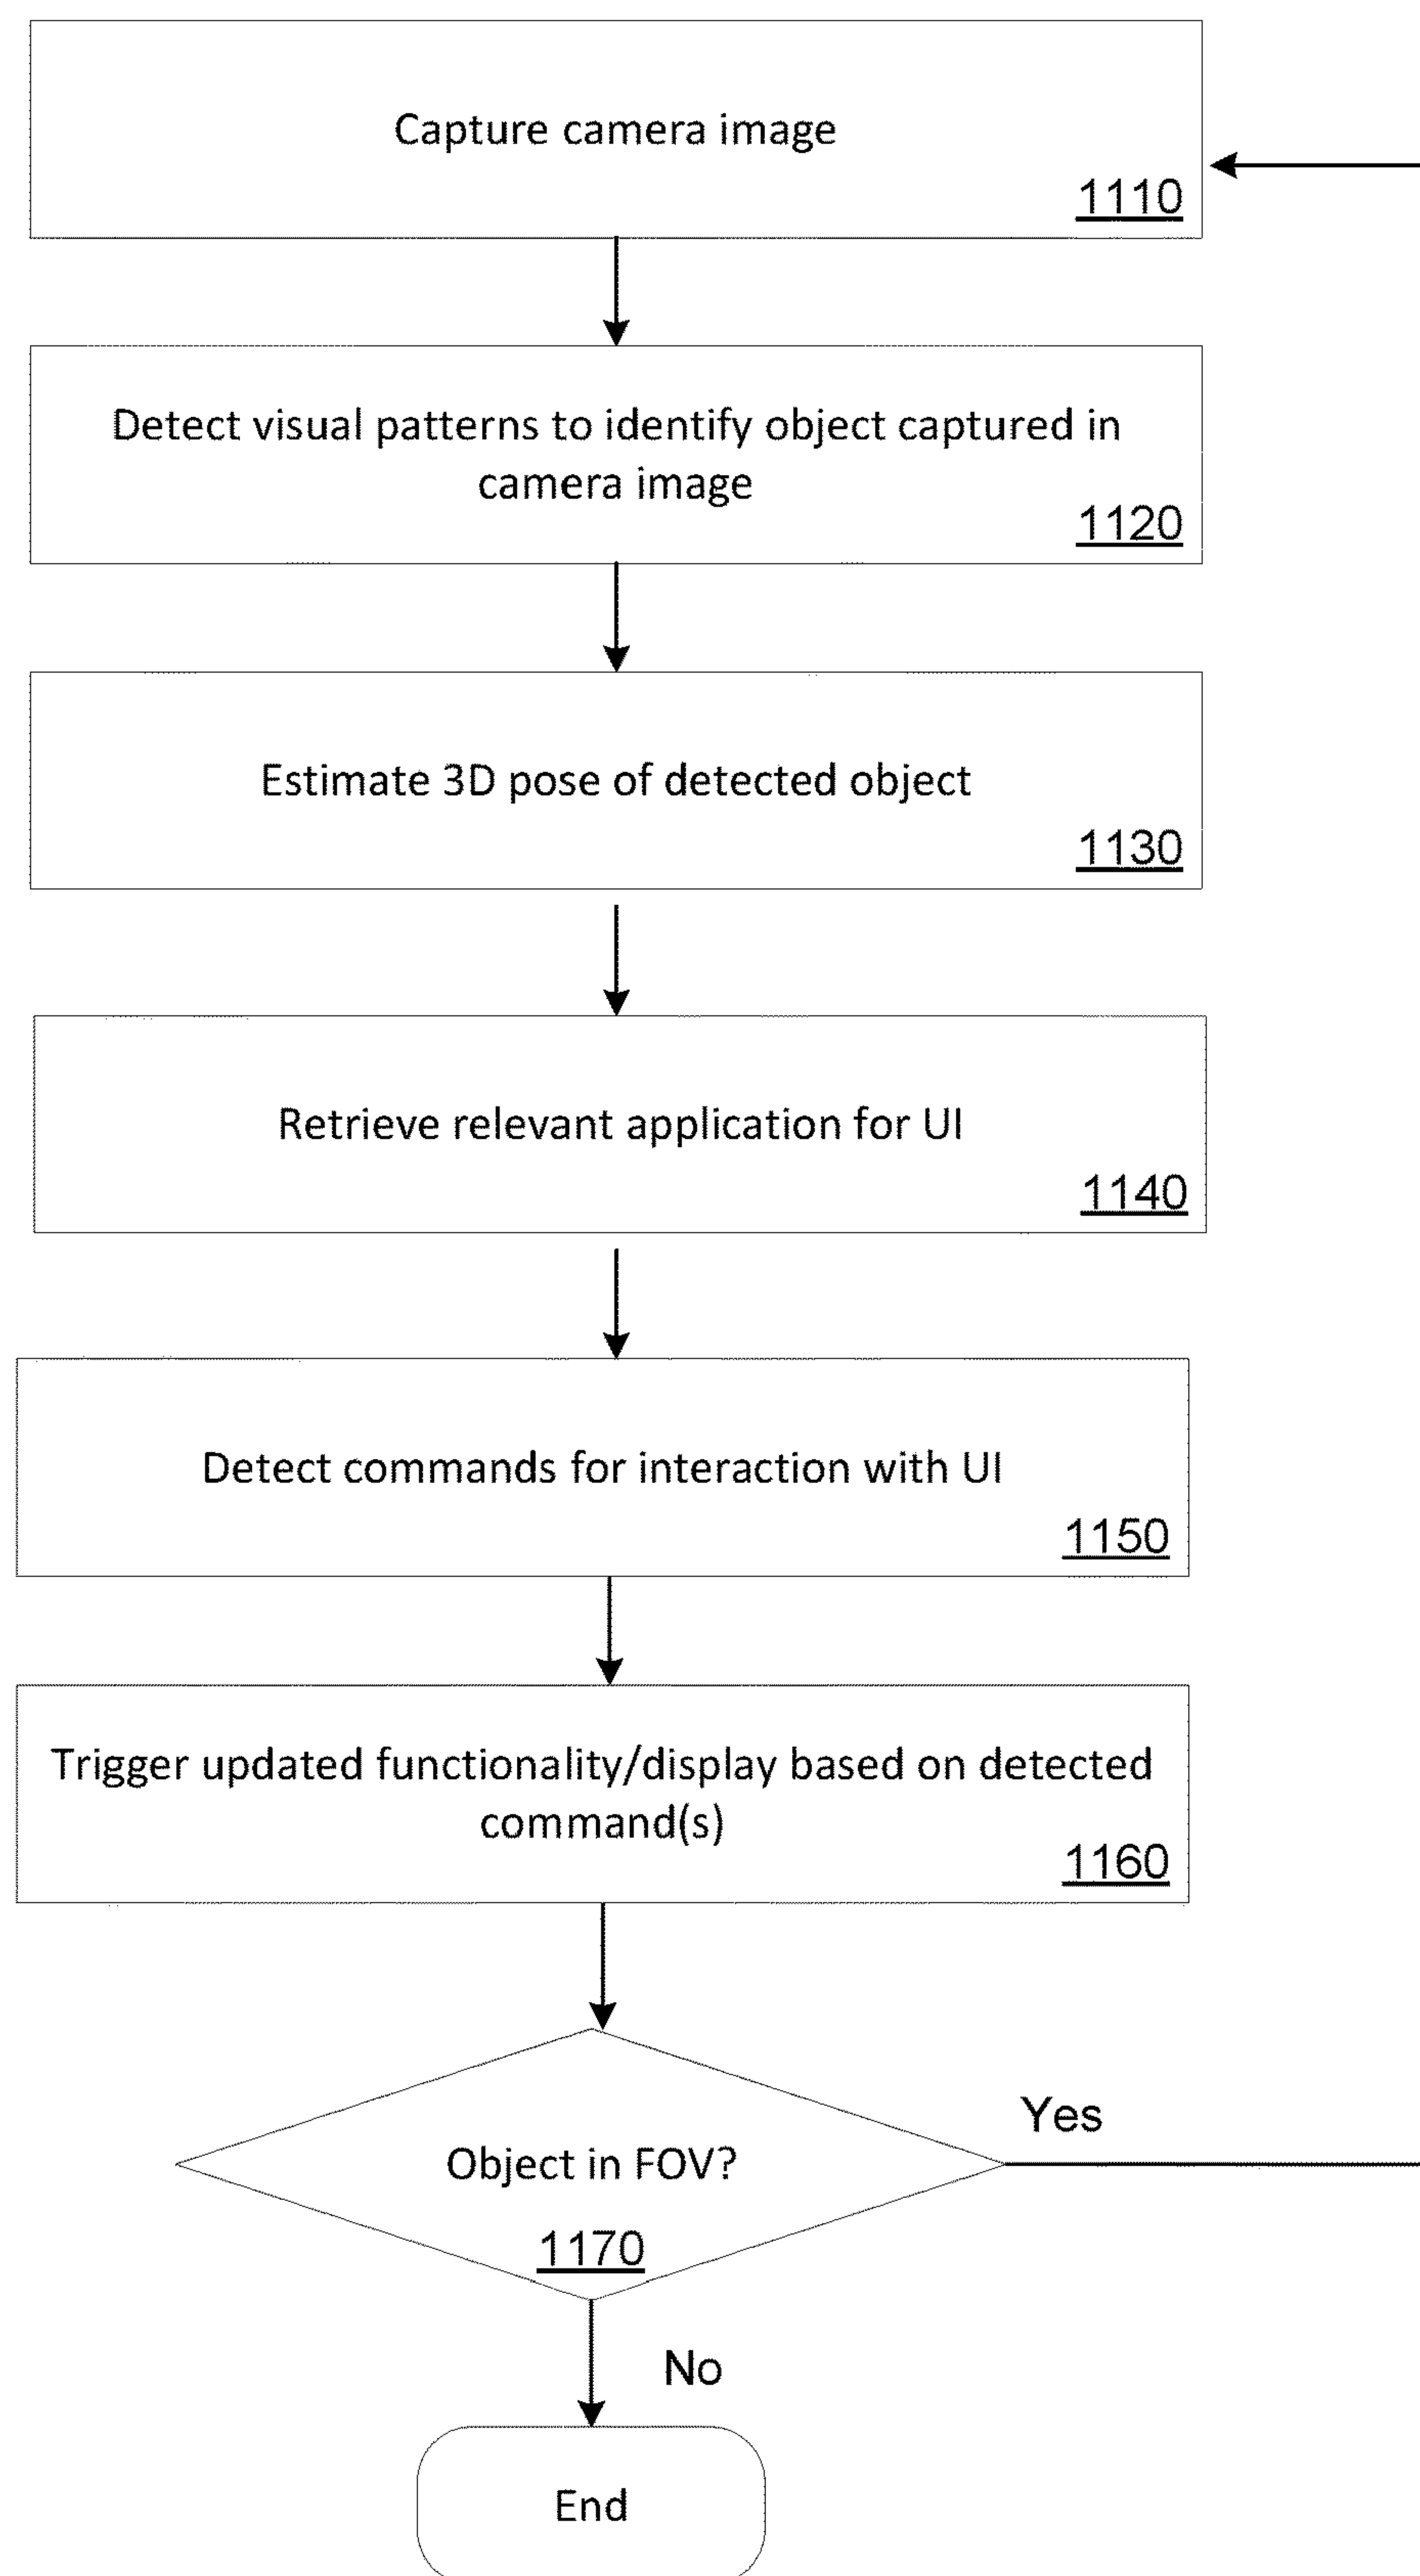 Capture camera image
1110
Detect visual patterns to identify object captured in
camera image
1120
Estimate 3D pose of detected object
1130
Retrieve relevant application for UI
1140
Detect commands for interaction with UI
1150
Trigger updated functionality/display based on detected
command(s)
1160
Yes
Object in FOV?
1170
No
End